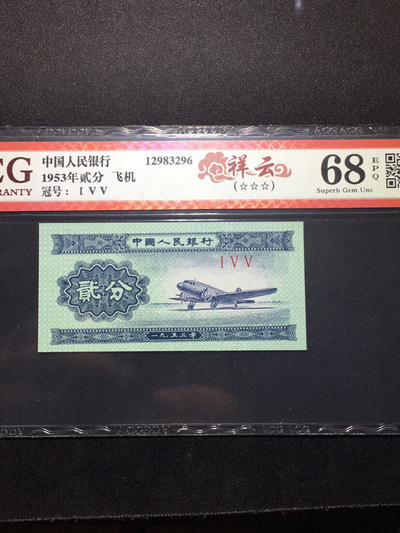 EG
RANTY
中国人民银行 12983296
1953年贰分 飞机
冠号： I V V
祥云
(☆☆☆)
68
EPQ
Superb Gem Unc
中國人民銀行
I V V
貳分
一九五三年